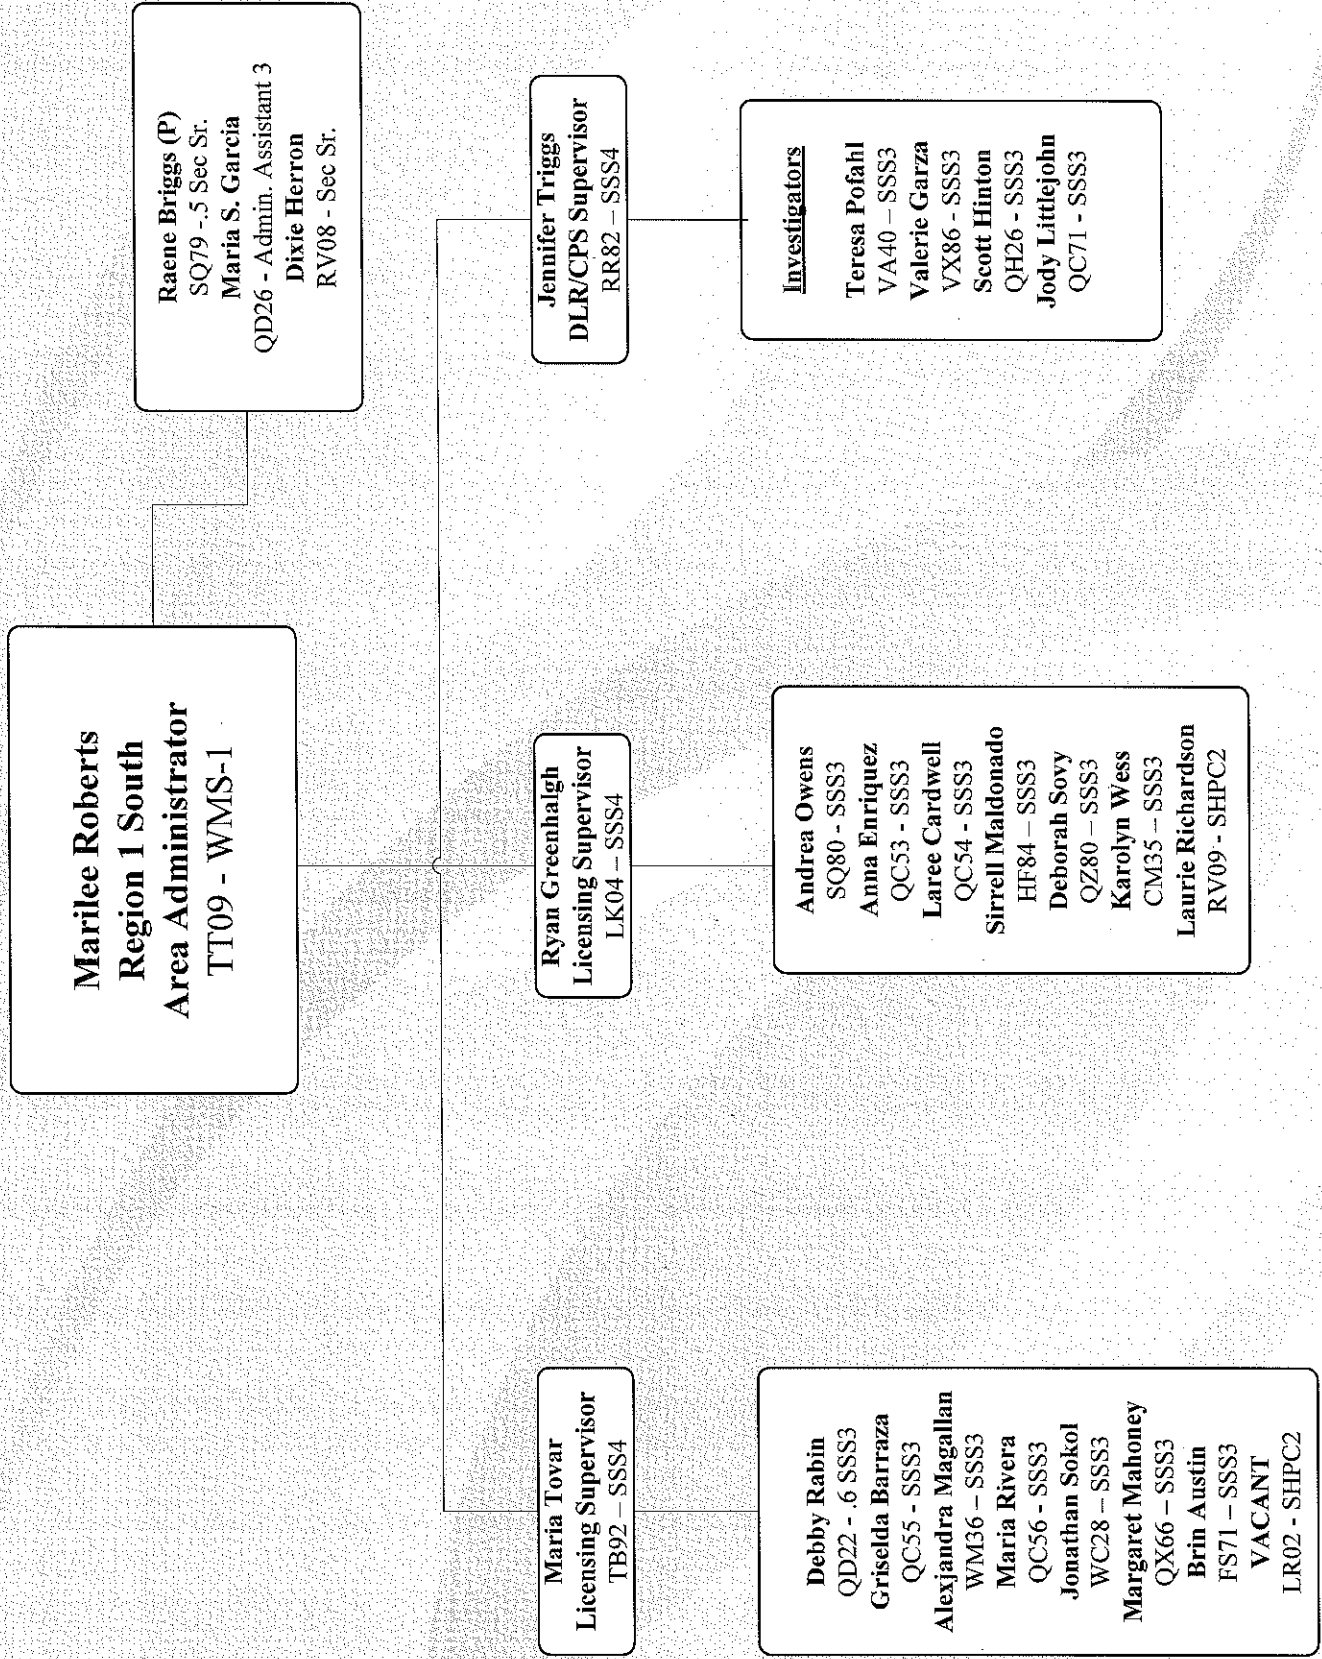 Marilee Roberts
Region 1 South
Area Administrator
TT09 - WMS-1
Raene Briggs (P)
SQ79 -.5 Sec Sr.
Maria S. Garcia
QD26 - Admin. Assistant 3
Dixie Herron
RV08 - Sec Sr.
Maria Tovar
Licensing Supervisor
TB92 – SSS4
Ryan Greenhalgh
Licensing Supervisor
LK04 – SSS4
Jennifer Triggs
DLR/CPS Supervisor
RR82 – SSS4
Debby Rabin
QD22 - .6 SSS3
Griselda Barraza
QC55 - SSS3
Alexjandra Magallan
WM36 – SSS3
Maria Rivera
QC56 - SSS3
Jonathan Sokol
WC28 – SSS3
Margaret Mahoney
QX66 – SSS3
Brin Austin
FS71 – SSS3
VACANT
LR02 - SHPC2
Andrea Owens
SQ80 - SSS3
Anna Enriquez
QC53 - SSS3
Laree Cardwell
QC54 - SSS3
Sirrell Maldonado
HF84 – SSS3
Deborah Sovy
QZ80 – SSS3
Karolyn Wess
CM35 – SSS3
Laurie Richardson
RV09 - SHPC2
Investigators
Teresa Pofahl
VA40 – SSS3
Valerie Garza
VX86 - SSS3
Scott Hinton
QH26 - SSS3
Jody Littlejohn
QC71 - SSS3